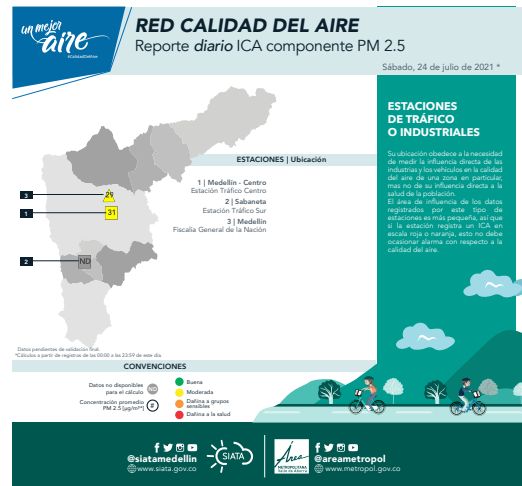 un mejor
aire
#CalidadDelAire
RED CALIDAD DEL AIRE
Reporte diario ICA componente PM 2.5
Sábado, 24 de julio de 2021 *
ESTACIONES
DE TRÁFICO
O INDUSTRIALES
Su ubicación obedece a la necesidad
de medir la influencia directa de las
industrias y los vehículos en la calidad
del aire de una zona en particular,
mas no de su influencia directa a la
salud de la población.
El área de influencia de los datos
registrados por este tipo de
estaciones es más pequeña, así que
si la estación registra un ICA en
escala roja o naranja, esto no debe
ocasionar alarma con respecto a la
calidad del aire.
ESTACIONES | Ubicación
1 | Medellín - Centro
Estación Tráfico Centro
2 | Sabaneta
Estación Tráfico Sur
3 | Medellín
Fiscalía General de la Nación
3
29
1
31
2
ND
Datos pendientes de validación final.
*Cálculos a partir de registros de las 00:00 a las 23:59 de este día.
CONVENCIONES
Datos no disponibles
para el cálculo
ND
Concentración promedio
PM 2.5 [µg/m³*]
#
Buena
Moderada
Dañina a grupos
sensibles
Dañina a la salud
@siatamedellin
www.siata.gov.co
SIATA
Área
METROPOLITANA
Valle de Aburrá
@areametropol
www.metropol.gov.co